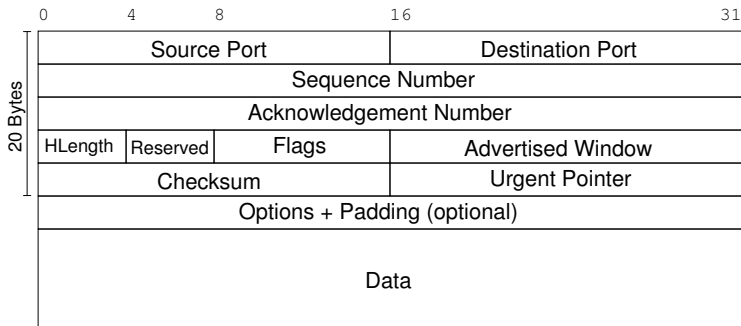 0 4 8 16 31
Source Port Destination Port
Sequence Number
Acknowledgement Number
20 Bytes
HLength Reserved Flags Advertised Window
Checksum Urgent Pointer
Options + Padding (optional)
Data